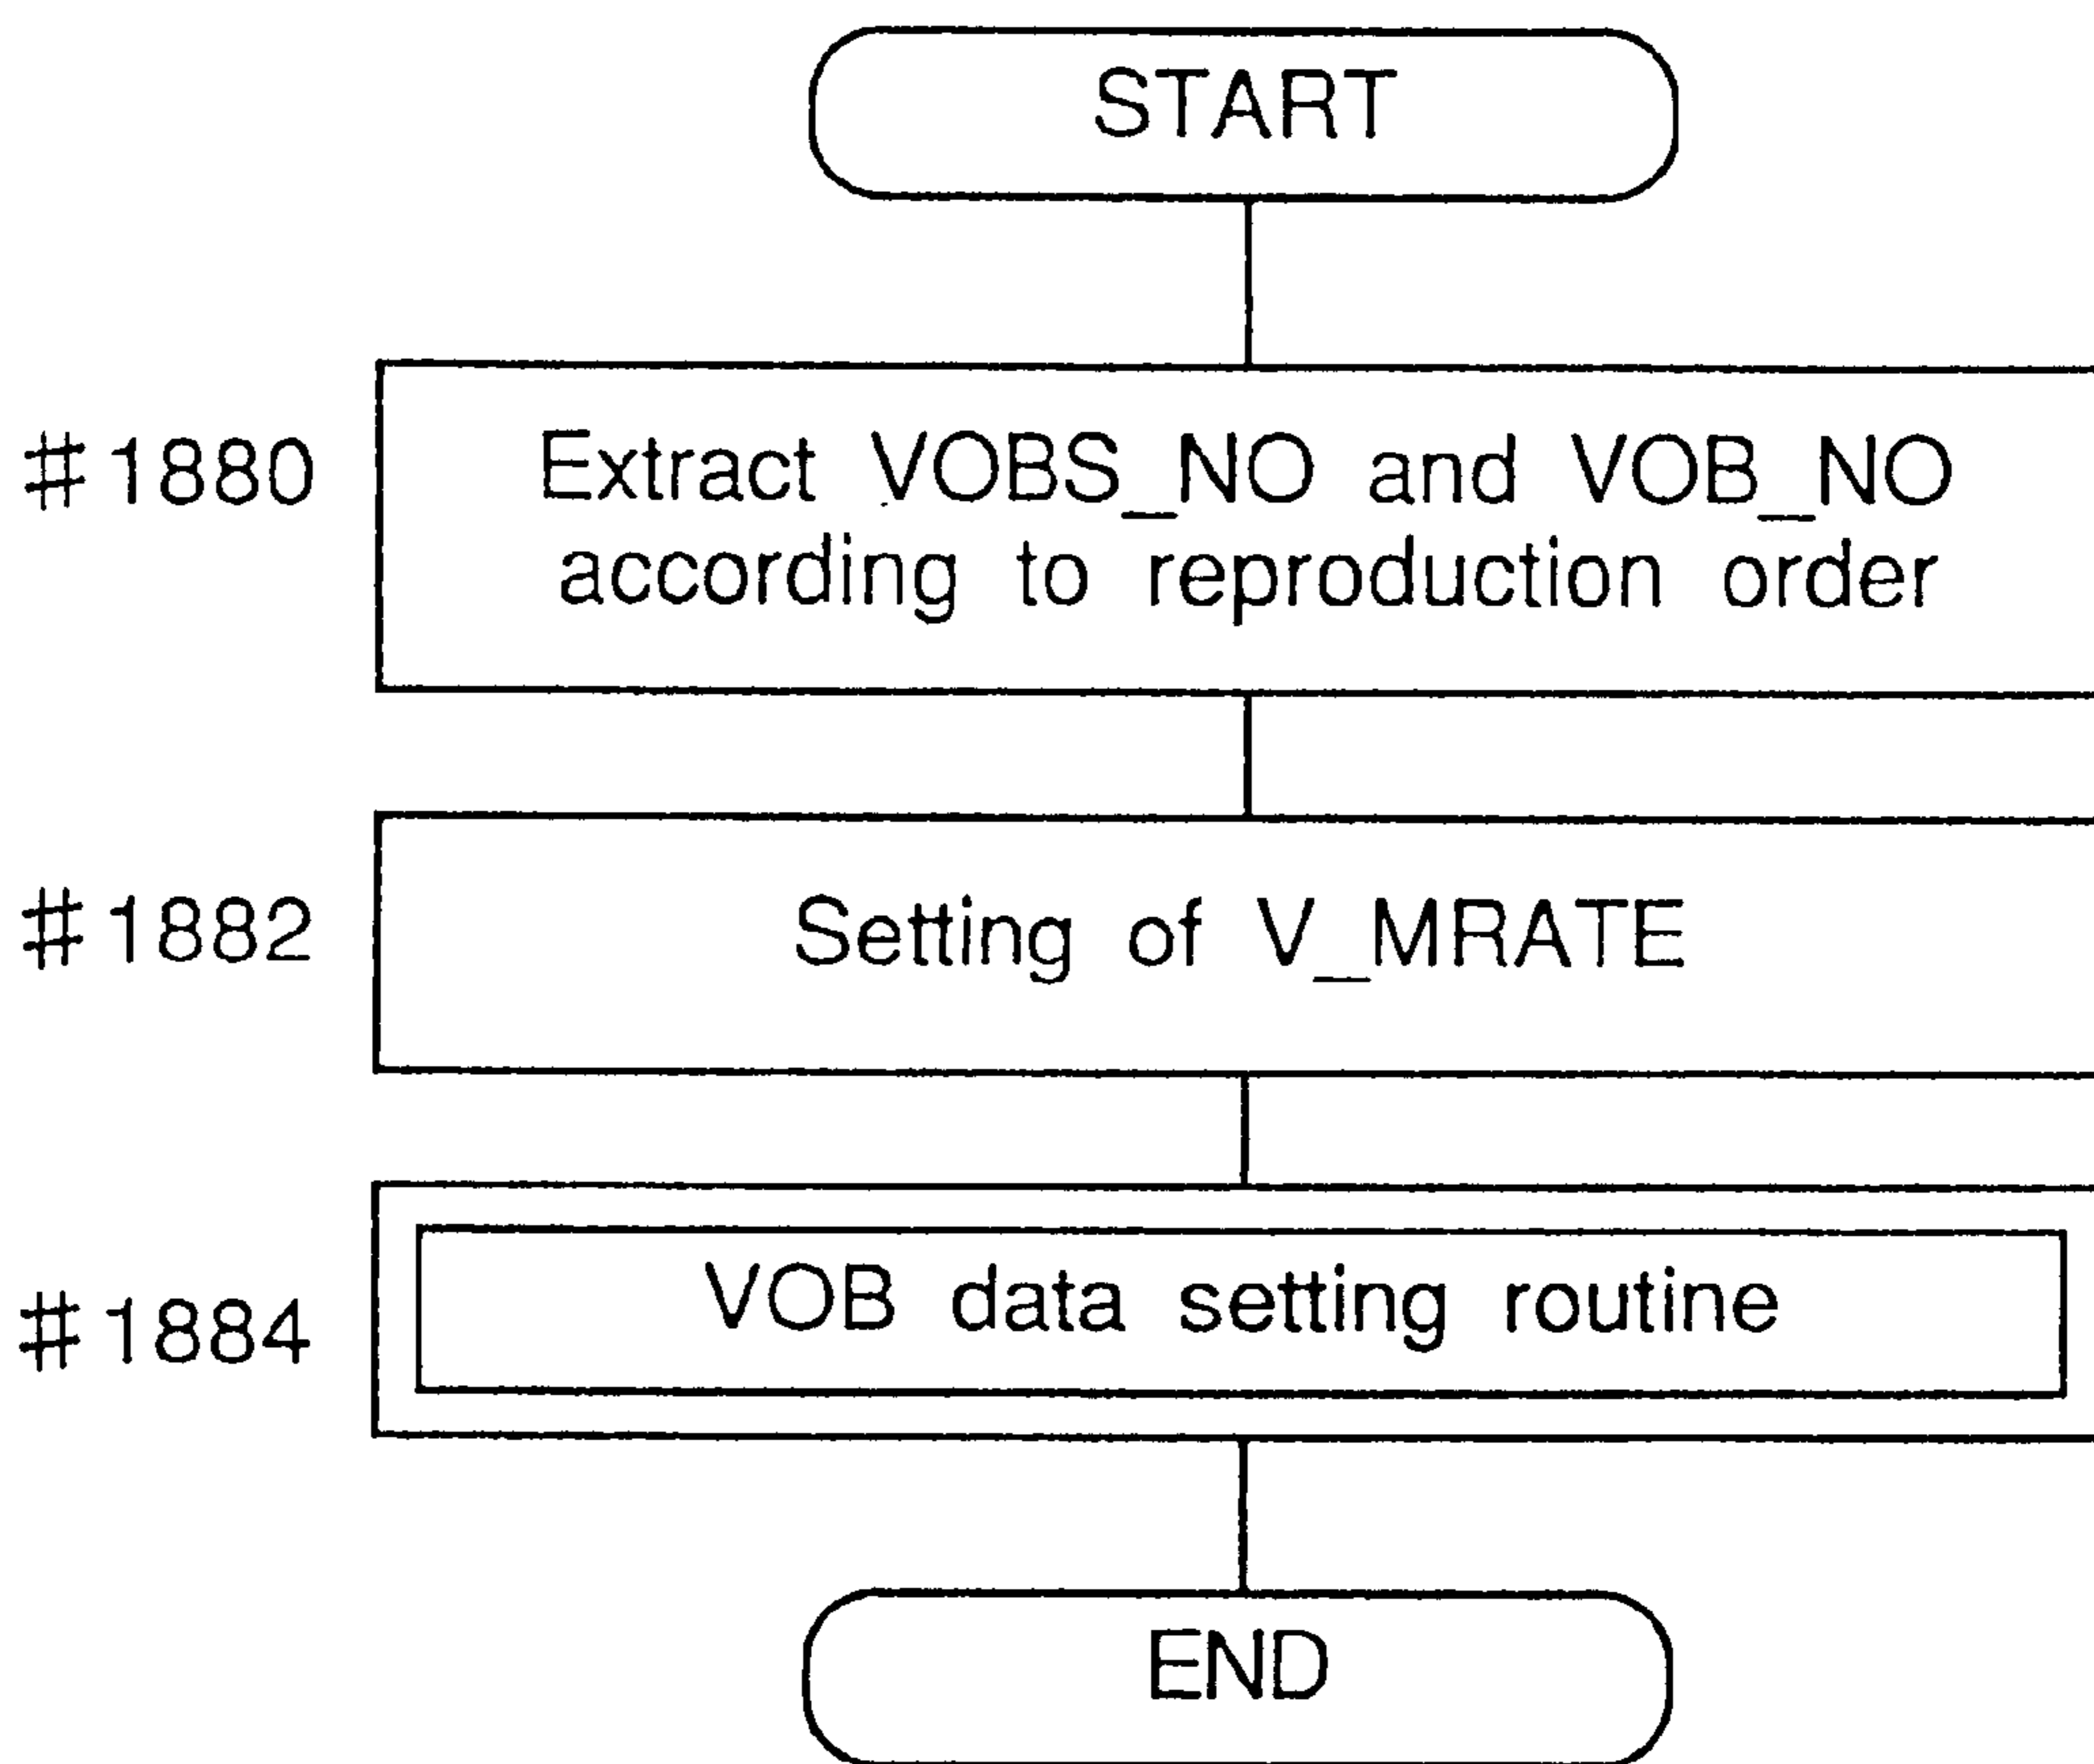 START
#1880
Extract VOBS_NO and VOB_NO
according to reproduction order
#1882
Setting of V_MRATE
#1884
VOB data setting routine
END